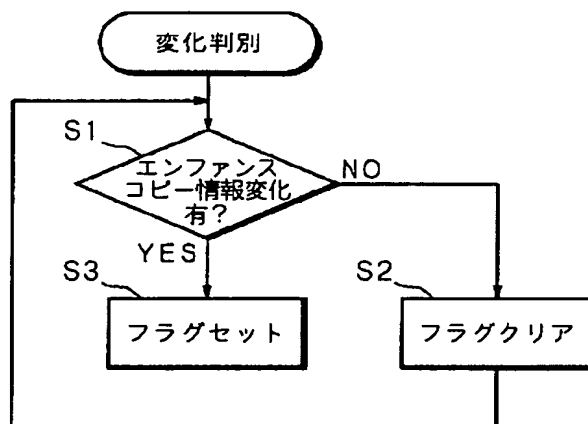 変化判別
S1
エンファンス
コピー情報変化
有?
NO
YES
S3
S2
フラグセット
フラグクリア